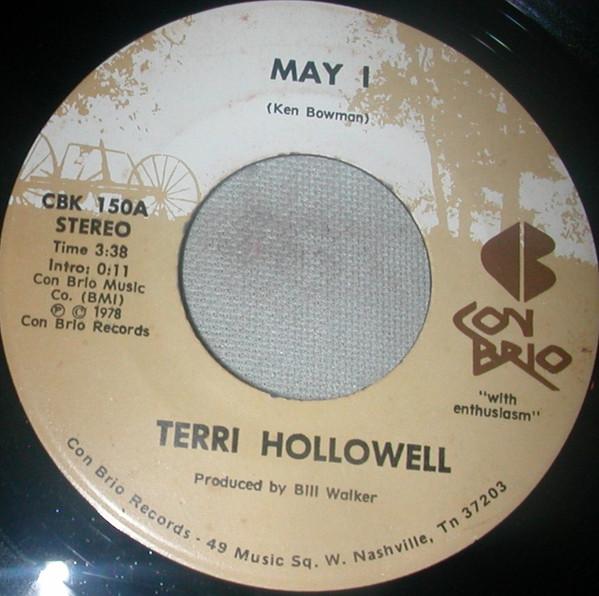 MAY I
(Ken Bowman)
CBK 150A
STEREO
Time 3:38
Intro: 0:11
Con Brio Music
Co. (BMI)
Ⓟ © 1978
Con Brio Records
CON
BRIO
"with
enthusiasm"
TERRI HOLLOWELL
Produced by Bill Walker
Con Brio Records - 49 Music Sq. W. Nashville, Tn 37203